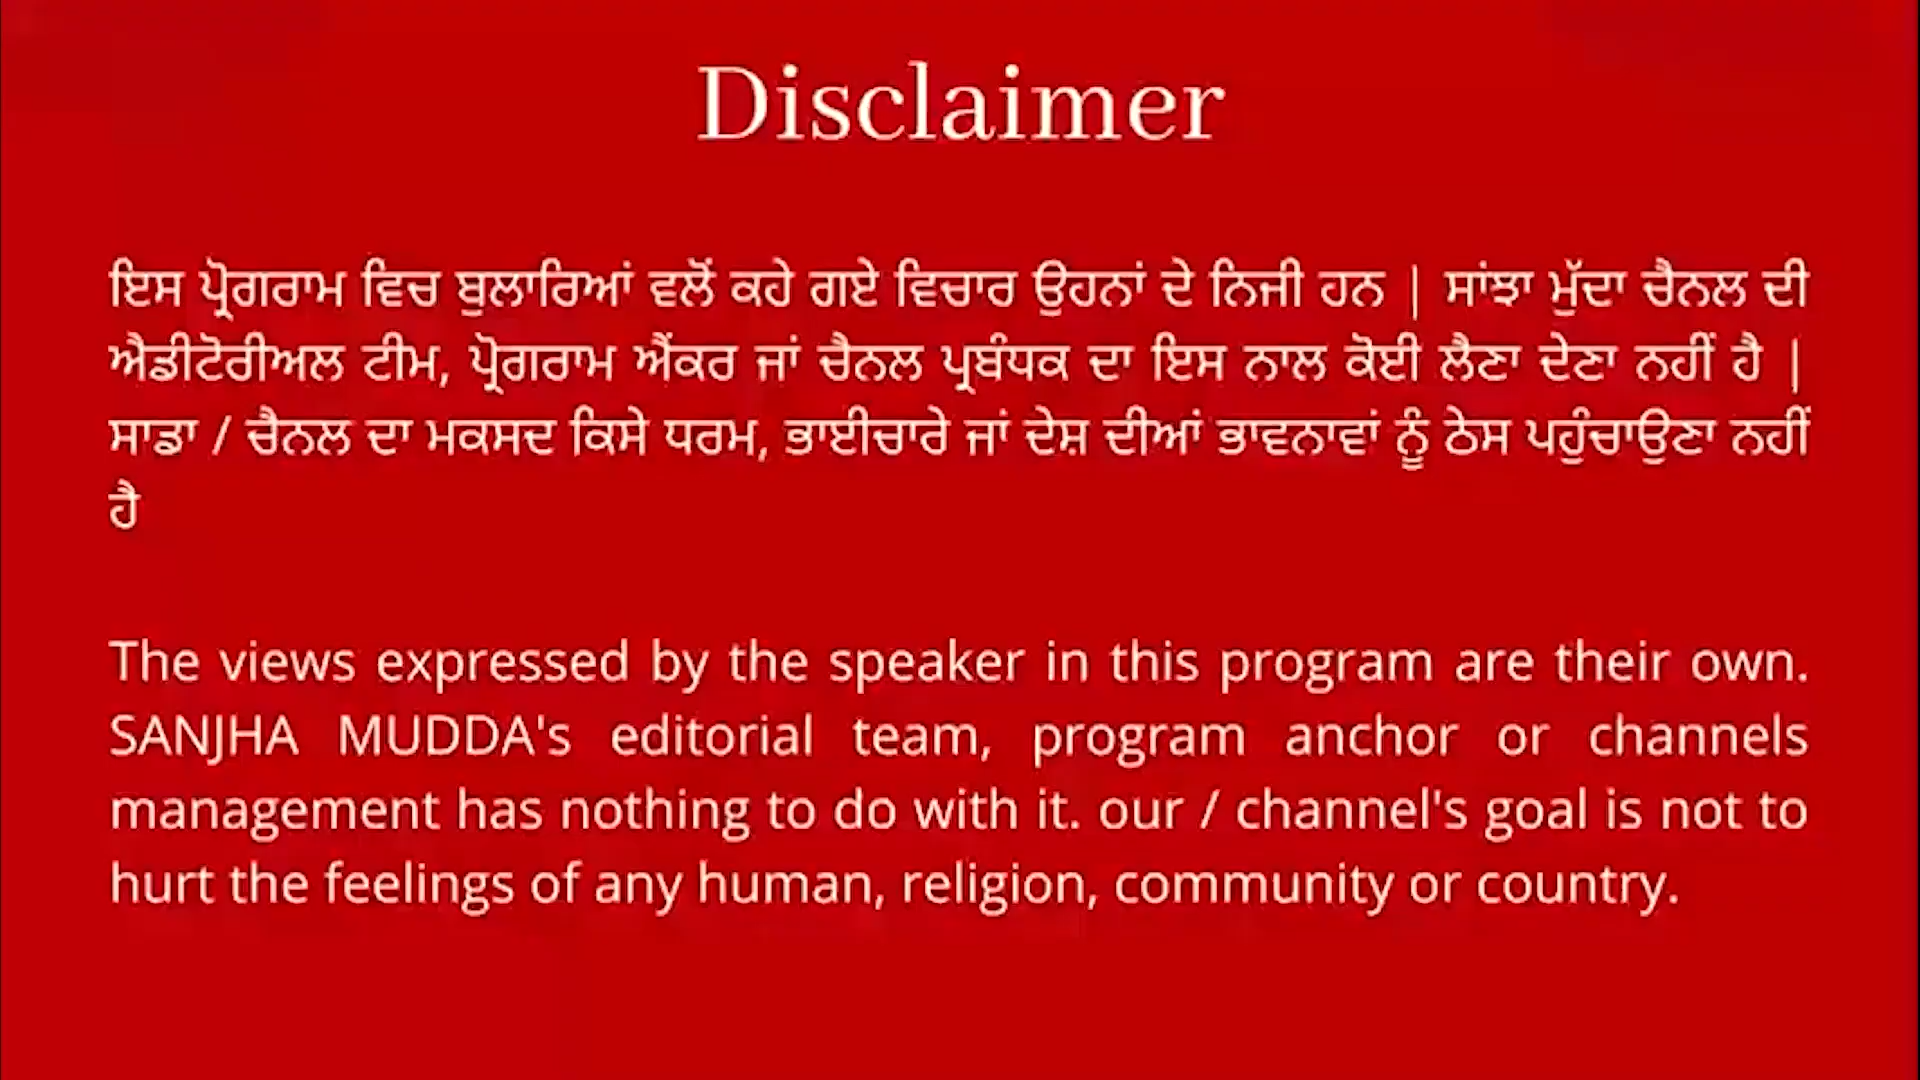 Disclaimer
ਇਸ ਪ੍ਰੋਗਰਾਮ ਵਿਚ ਬੁਲਾਰਿਆਂ ਵਲੋਂ ਕਹੇ ਗਏ ਵਿਚਾਰ ਉਹਨਾਂ ਦੇ ਨਿਜੀ ਹਨ | ਸਾਂਝਾ ਮੁੱਦਾ ਚੈਨਲ ਦੀ
ਐਡੀਟੋਰੀਅਲ ਟੀਮ, ਪ੍ਰੋਗਰਾਮ ਐਂਕਰ ਜਾਂ ਚੈਨਲ ਪ੍ਰਬੰਧਕ ਦਾ ਇਸ ਨਾਲ ਕੋਈ ਲੈਣਾ ਦੇਣਾ ਨਹੀਂ ਹੈ |
ਸਾਡਾ / ਚੈਨਲ ਦਾ ਮਕਸਦ ਕਿਸੇ ਧਰਮ, ਭਾਈਚਾਰੇ ਜਾਂ ਦੇਸ਼ ਦੀਆਂ ਭਾਵਨਾਵਾਂ ਨੂੰ ਠੇਸ ਪਹੁੰਚਾਉਣਾ ਨਹੀਂ
ਹੈ
The views expressed by the speaker in this program are their own.
SANJHA MUDDA's editorial team, program anchor or channels
management has nothing to do with it. our / channel's goal is not to
hurt the feelings of any human, religion, community or country.